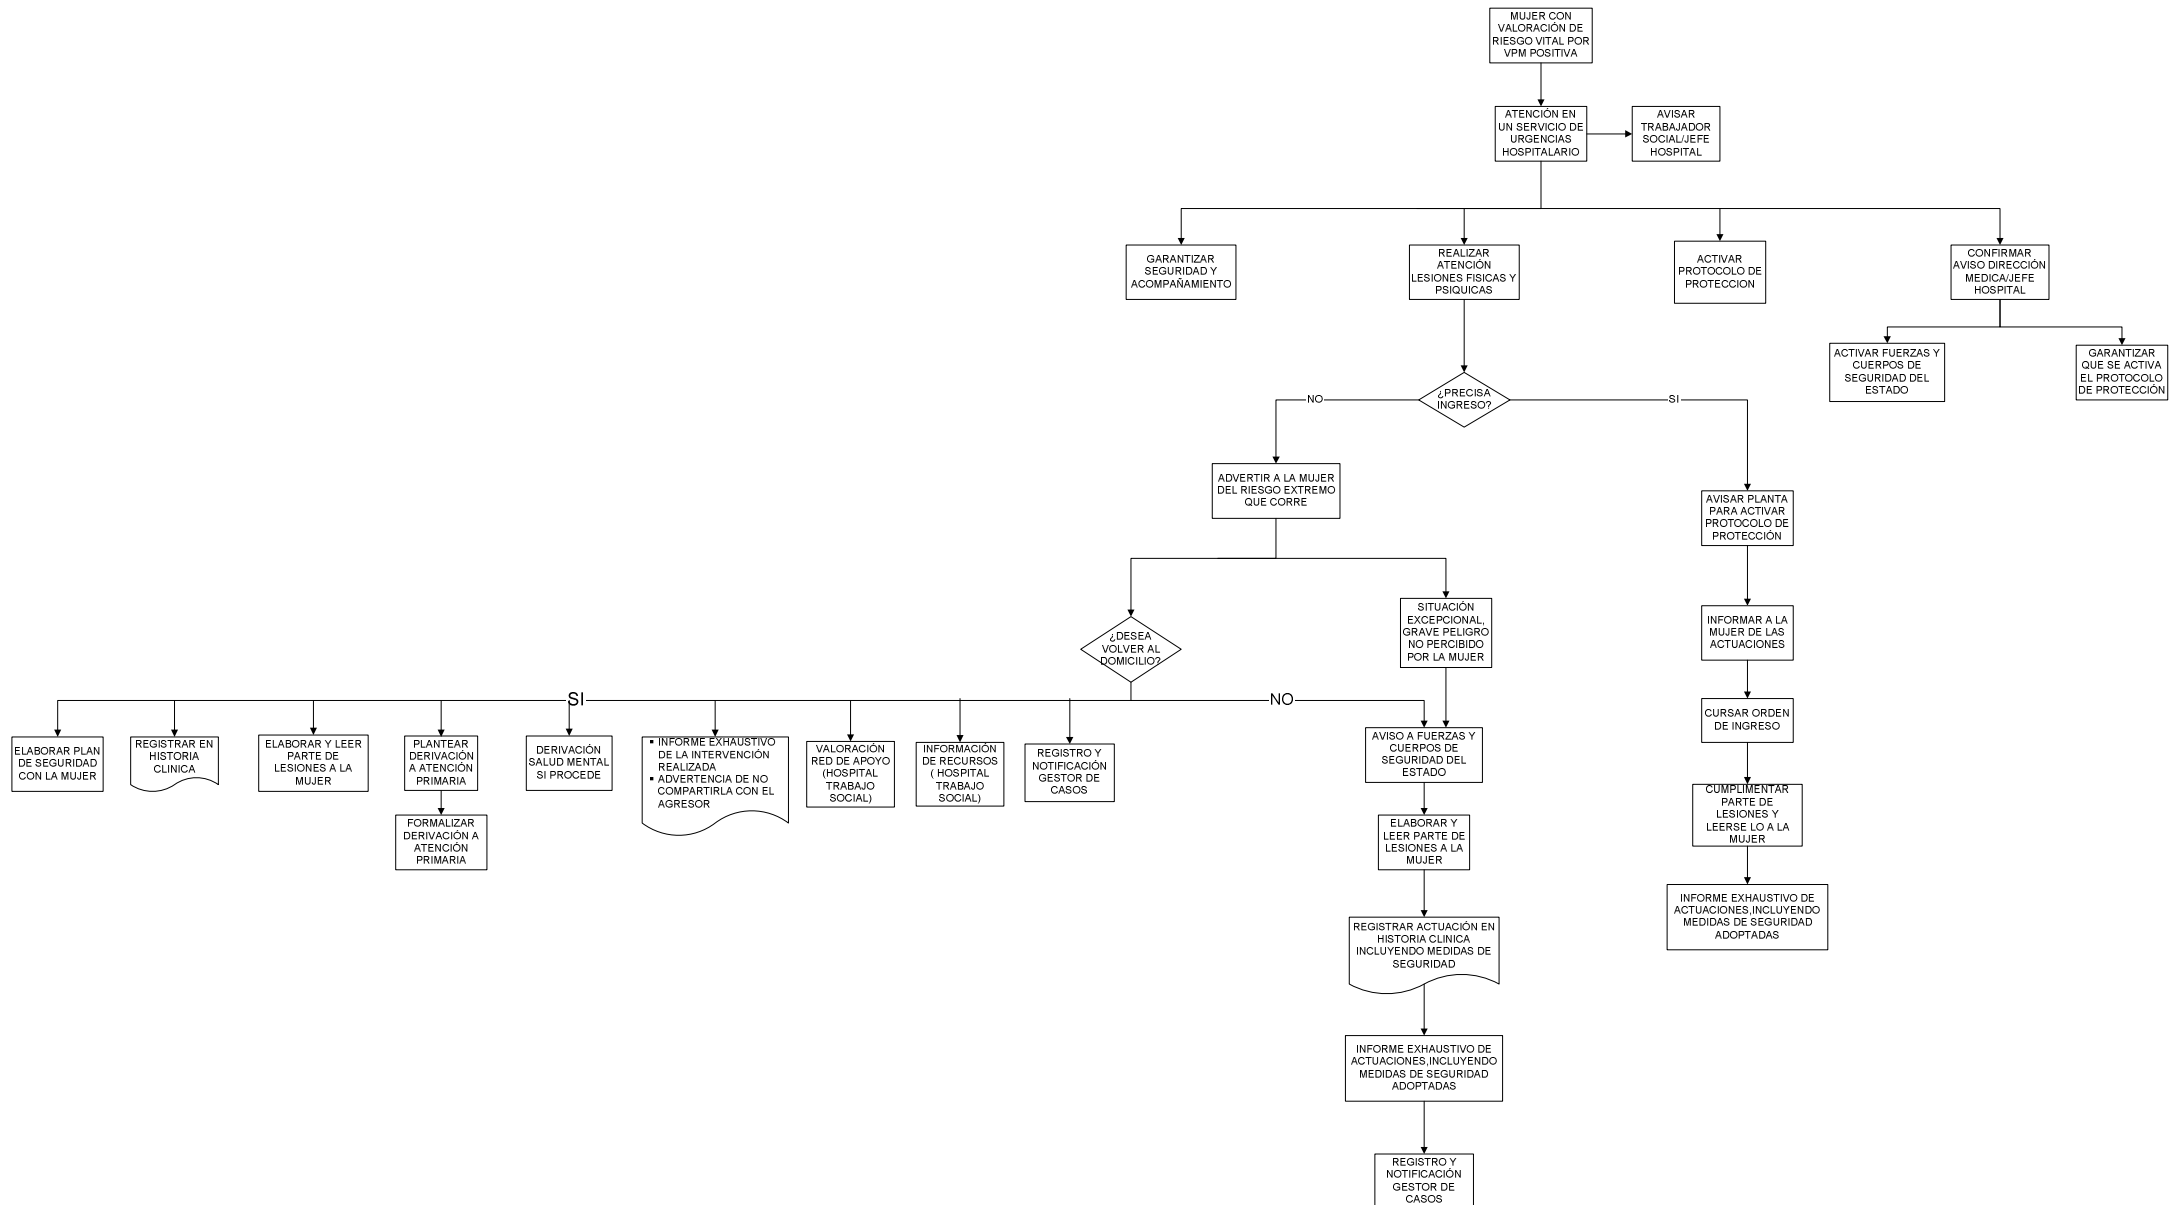 MUJER CON
VALORACIÓN DE
RIESGO VITAL POR
VPM POSITIVA
ATENCIÓN EN
UN SERVICIO DE
URGENCIAS
HOSPITALARIO
AVISAR
TRABAJADOR
SOCIAL/JEFE
HOSPITAL
GARANTIZAR
SEGURIDAD Y
ACOMPAÑAMIENTO
REALIZAR
ATENCIÓN
LESIONES FISICAS Y
PSIQUICAS
ACTIVAR
PROTOCOLO DE
PROTECCION
CONFIRMAR
AVISO DIRECCIÓN
MEDICA/JEFE
HOSPITAL
ACTIVAR FUERZAS Y
CUERPOS DE
SEGURIDAD DEL
ESTADO
GARANTIZAR
QUE SE ACTIVA
EL PROTOCOLO
DE PROTECCIÓN
¿PRECISA
INGRESO?
NO
SI
ADVERTIR A LA MUJER
DEL RIESGO EXTREMO
QUE CORRE
AVISAR PLANTA
PARA ACTIVAR
PROTOCOLO DE
PROTECCIÓN
¿DESEA
VOLVER AL
DOMICILIO?
SITUACIÓN
EXCEPCIONAL,
GRAVE PELIGRO
NO PERCIBIDO
POR LA MUJER
INFORMAR A LA
MUJER DE LAS
ACTUACIONES
SI
NO
CURSAR ORDEN
DE INGRESO
ELABORAR PLAN
DE SEGURIDAD
CON LA MUJER
REGISTRAR EN
HISTORIA
CLINICA
ELABORAR Y LEER
PARTE DE
LESIONES A LA
MUJER
PLANTEAR
DERIVACIÓN
A ATENCIÓN
PRIMARIA
DERIVACIÓN
SALUD MENTAL
SI PROCEDE
▪ INFORME EXHAUSTIVO
DE LA INTERVENCIÓN
REALIZADA
▪ ADVERTENCIA DE NO
COMPARTIRLA CON EL
AGRESOR
VALORACIÓN
RED DE APOYO
(HOSPITAL
TRABAJO
SOCIAL)
INFORMACIÓN
DE RECURSOS
( HOSPITAL
TRABAJO
SOCIAL)
REGISTRO Y
NOTIFICACIÓN
GESTOR DE
CASOS
AVISO A FUERZAS Y
CUERPOS DE
SEGURIDAD DEL
ESTADO
CUMPLIMENTAR
PARTE DE
LESIONES Y
LEERSE LO A LA
MUJER
FORMALIZAR
DERIVACIÓN A
ATENCIÓN
PRIMARIA
ELABORAR Y
LEER PARTE DE
LESIONES A LA
MUJER
INFORME EXHAUSTIVO DE
ACTUACIONES,INCLUYENDO
MEDIDAS DE SEGURIDAD
ADOPTADAS
REGISTRAR ACTUACIÓN EN
HISTORIA CLINICA
INCLUYENDO MEDIDAS DE
SEGURIDAD
INFORME EXHAUSTIVO DE
ACTUACIONES,INCLUYENDO
MEDIDAS DE SEGURIDAD
ADOPTADAS
REGISTRO Y
NOTIFICACIÓN
GESTOR DE
CASOS